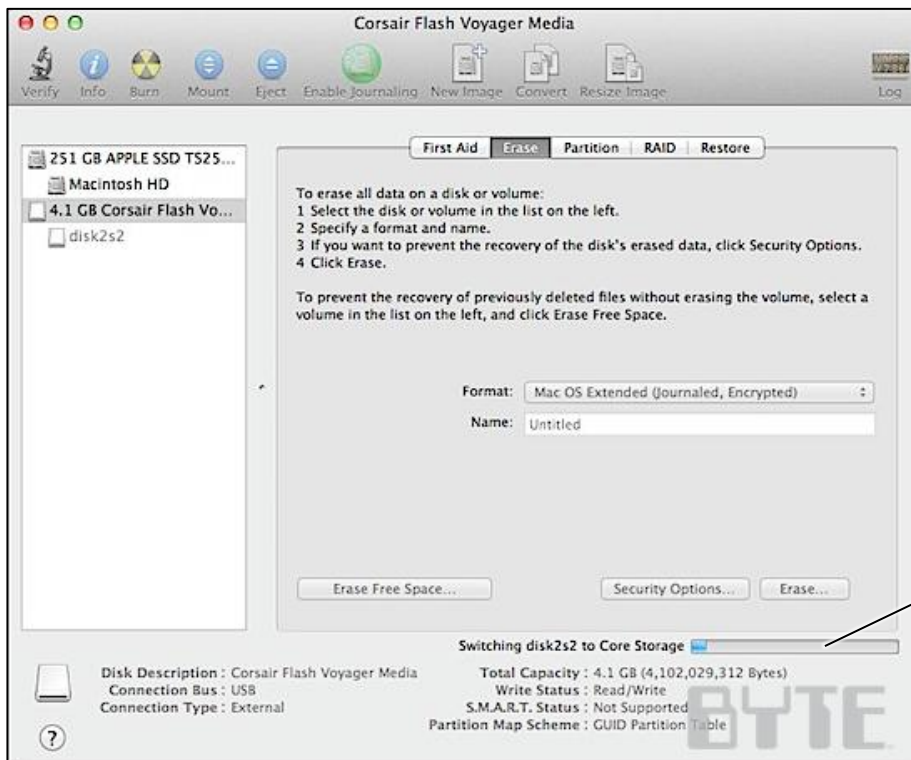 Corsair Flash Voyager Media
Verify Info Burn Mount Eject Enable Journaling New Image Convert Resize Image Log
251 GB APPLE SSD TS25...
Macintosh HD
4.1 GB Corsair Flash Vo...
disk2s2
First Aid Erase Partition RAID Restore
To erase all data on a disk or volume:
1 Select the disk or volume in the list on the left.
2 Specify a format and name.
3 If you want to prevent the recovery of the disk's erased data, click Security Options.
4 Click Erase.
To prevent the recovery of previously deleted files without erasing the volume, select a
volume in the list on the left, and click Erase Free Space.
Format: Mac OS Extended (Journaled, Encrypted)
Name: Untitled
Erase Free Space... Security Options... Erase...
Switching disk2s2 to Core Storage
Disk Description : Corsair Flash Voyager Media
Connection Bus : USB
Connection Type : External
Total Capacity : 4.1 GB (4,102,029,312 Bytes)
Write Status : Read/Write
S.M.A.R.T. Status : Not Supported
Partition Map Scheme : GUID Partition Table
?
BYTE